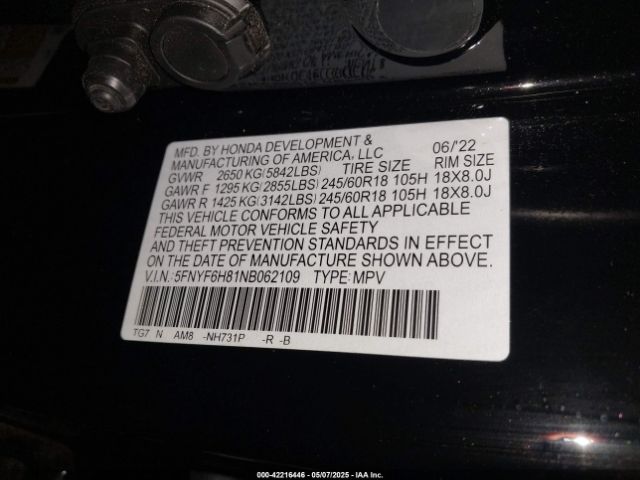 MFD. BY HONDA DEVELOPMENT & 06/'22
MANUFACTURING OF AMERICA, LLC
GVWR 2650 KG(5842LBS) TIRE SIZE RIM SIZE
GAWR F 1295 KG(2855LBS) 245/60R18 105H 18X8.0J
GAWR R 1425 KG(3142LBS) 245/60R18 105H 18X8.0J
THIS VEHICLE CONFORMS TO ALL APPLICABLE
FEDERAL MOTOR VEHICLE SAFETY
AND THEFT PREVENTION STANDARDS IN EFFECT
ON THE DATE OF MANUFACTURE SHOWN ABOVE.
V.I.N.:5FNYF6H81NB062109 TYPE:MPV
TG7 N AM8 -NH731P -R -B
000-42216446 - 05/07/2025 - IAA Inc.